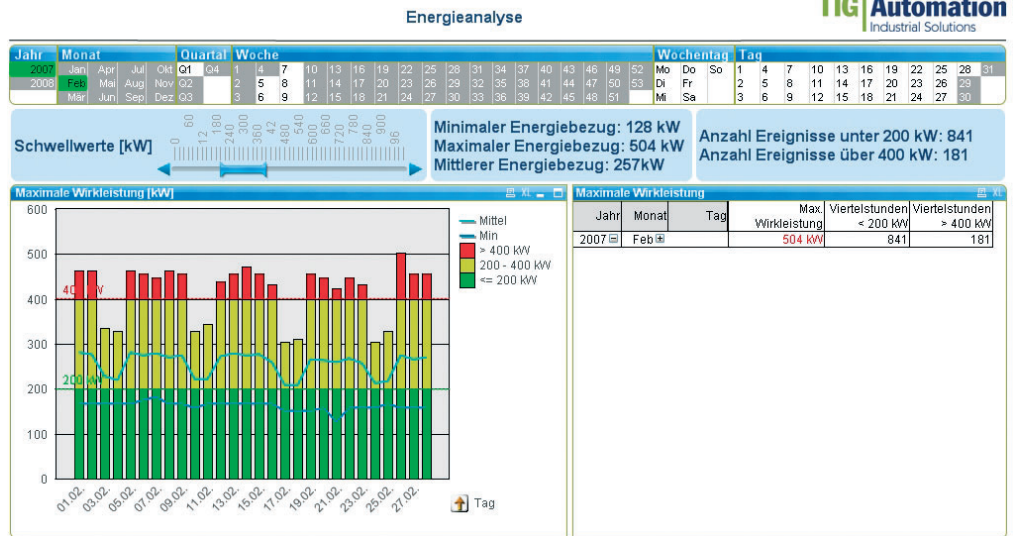 Energieanalyse
TIG Automation
Industrial Solutions
Jahr Monat Quartal Woche Wochentag Tag
2007 Jan Apr Jul Okt Q1 Q4 1 4 7 10 13 16 19 22 25 28 31 34 37 40 43 46 49 52 Mo Do So 1 4 7 10 13 16 19 22 25 28 31
2008 Feb Mai Aug Nov Q2 2 5 8 11 14 17 20 23 26 29 32 35 38 41 44 47 50 53 Di Fr 2 5 8 11 14 17 20 23 26 29
Mär Jun Sep Dez Q3 3 6 9 12 15 18 21 24 27 30 33 36 39 42 45 48 51 Mi Sa 3 6 9 12 15 18 21 24 27 30
Schwellwerte [kW]
0 60 12 180 240 300 360 42 480 540 600 660 720 780 840 900 96
Minimaler Energiebezug: 128 kW
Maximaler Energiebezug: 504 kW
Mittlerer Energiebezug: 257kW
Anzahl Ereignisse unter 200 kW: 841
Anzahl Ereignisse über 400 kW: 181
Maximale Wirkleistung [kW]
XL
600
500
400
300
200
100
0
200 kW
01.02. 03.02. 05.02. 07.02. 09.02. 11.02. 13.02. 15.02. 17.02. 19.02. 21.02. 23.02. 25.02. 27.02.
Tag
Mittel
Min
> 400 kW
200 - 400 kW
<= 200 kW
Maximale Wirkleistung
XL
Jahr Monat Tag Max. Wirkleistung Viertelstunden < 200 kW Viertelstunden > 400 kW
2007 Feb 504 kW 841 181